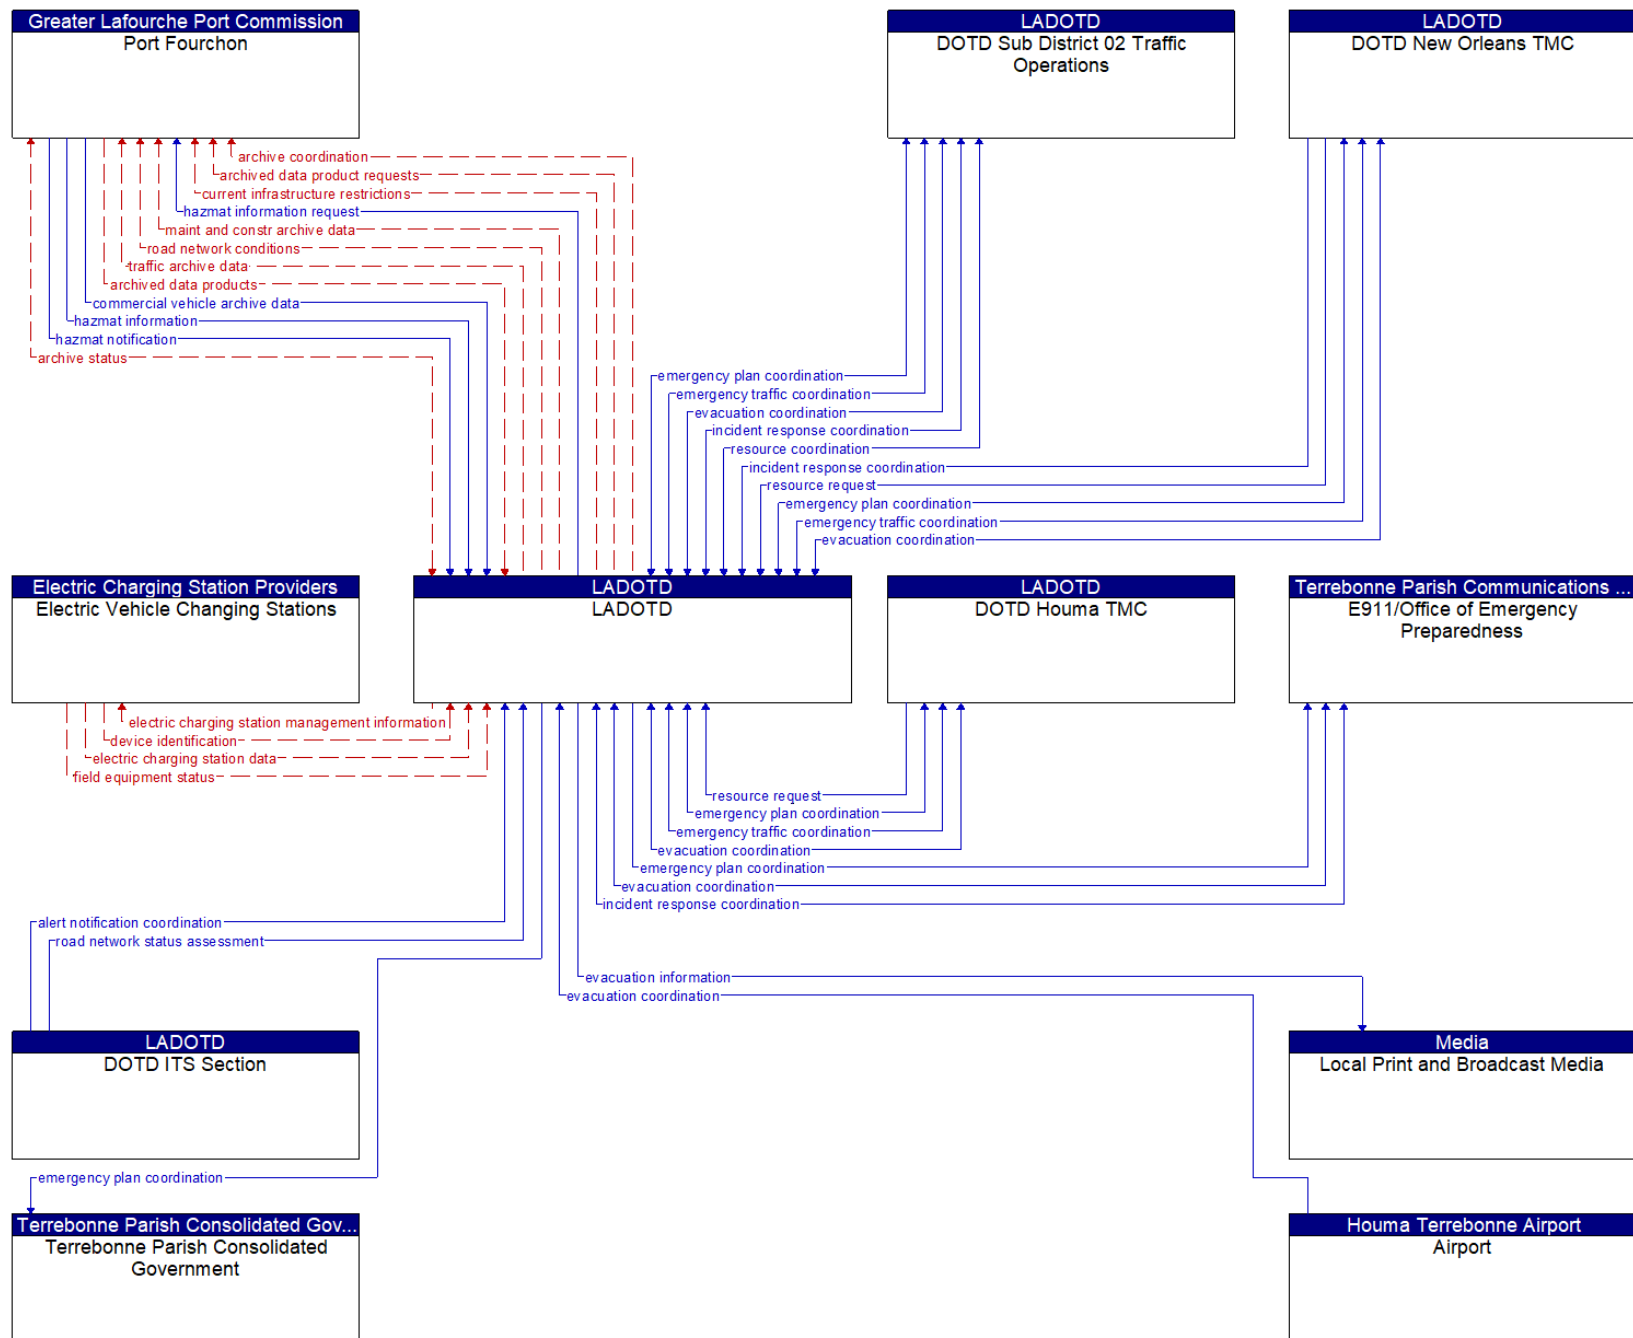 Greater Lafourche Port Commission
Port Fourchon
LADOTD
DOTD Sub District 02 Traffic
Operations
LADOTD
DOTD New Orleans TMC
archive coordination
archived data product requests
current infrastructure restrictions
hazmat information request
maint and constr archive data
road network conditions
traffic archive data
archived data products
commercial vehicle archive data
hazmat information
hazmat notification
archive status
emergency plan coordination
emergency traffic coordination
evacuation coordination
incident response coordination
resource coordination
incident response coordination
resource request
emergency plan coordination
emergency traffic coordination
evacuation coordination
Electric Charging Station Providers
Electric Vehicle Changing Stations
LADOTD
LADOTD
LADOTD
DOTD Houma TMC
Terrebonne Parish Communications ...
E911/Office of Emergency
Preparedness
electric charging station management information
device identification
electric charging station data
field equipment status
resource request
emergency plan coordination
emergency traffic coordination
evacuation coordination
emergency plan coordination
evacuation coordination
incident response coordination
alert notification coordination
road network status assessment
evacuation information
evacuation coordination
LADOTD
DOTD ITS Section
Media
Local Print and Broadcast Media
emergency plan coordination
Terrebonne Parish Consolidated Gov...
Terrebonne Parish Consolidated
Government
Houma Terrebonne Airport
Airport